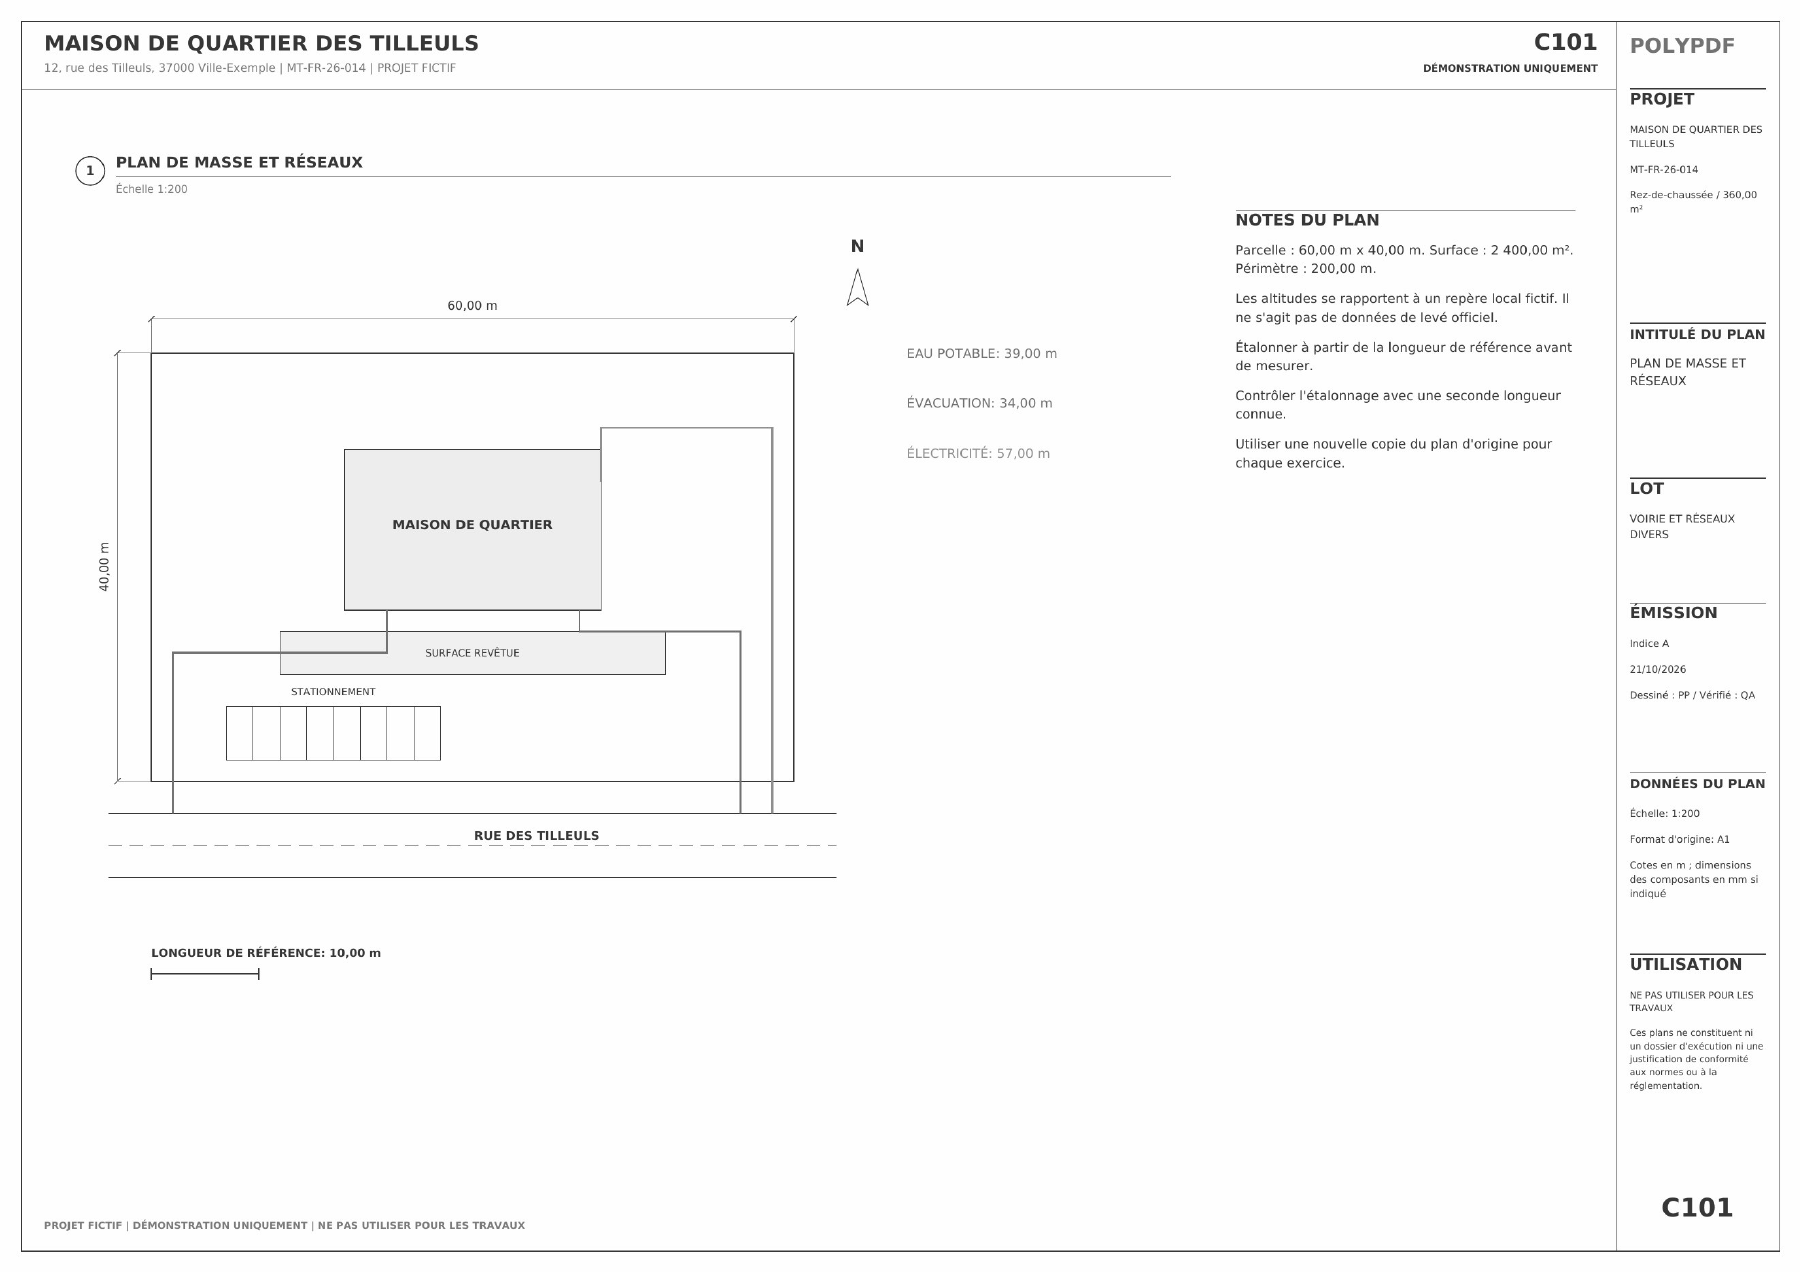 MAISON DE QUARTIER DES TILLEULS
12, rue des Tilleuls, 37000 Ville-Exemple | MT-FR-26-014 | PROJET FICTIF
C101
DÉMONSTRATION UNIQUEMENT
1
PLAN DE MASSE ET RÉSEAUX
Échelle 1:200
N
60,00 m
40,00 m
EAU POTABLE: 39,00 m
ÉVACUATION: 34,00 m
ÉLECTRICITÉ: 57,00 m
MAISON DE QUARTIER
SURFACE REVÊTUE
STATIONNEMENT
RUE DES TILLEULS
LONGUEUR DE RÉFÉRENCE: 10,00 m
NOTES DU PLAN
Parcelle : 60,00 m x 40,00 m. Surface : 2 400,00 m².
Périmètre : 200,00 m.
Les altitudes se rapportent à un repère local fictif. Il
ne s'agit pas de données de levé officiel.
Étalonner à partir de la longueur de référence avant
de mesurer.
Contrôler l'étalonnage avec une seconde longueur
connue.
Utiliser une nouvelle copie du plan d'origine pour
chaque exercice.
POLYPDF
PROJET
MAISON DE QUARTIER DES
TILLEULS
MT-FR-26-014
Rez-de-chaussée / 360,00
m²
INTITULÉ DU PLAN
PLAN DE MASSE ET
RÉSEAUX
LOT
VOIRIE ET RÉSEAUX
DIVERS
ÉMISSION
Indice A
21/10/2026
Dessiné : PP / Vérifié : QA
DONNÉES DU PLAN
Échelle: 1:200
Format d'origine: A1
Cotes en m ; dimensions
des composants en mm si
indiqué
UTILISATION
NE PAS UTILISER POUR LES
TRAVAUX
Ces plans ne constituent ni
un dossier d'exécution ni une
justification de conformité
aux normes ou à la
réglementation.
C101
PROJET FICTIF | DÉMONSTRATION UNIQUEMENT | NE PAS UTILISER POUR LES TRAVAUX